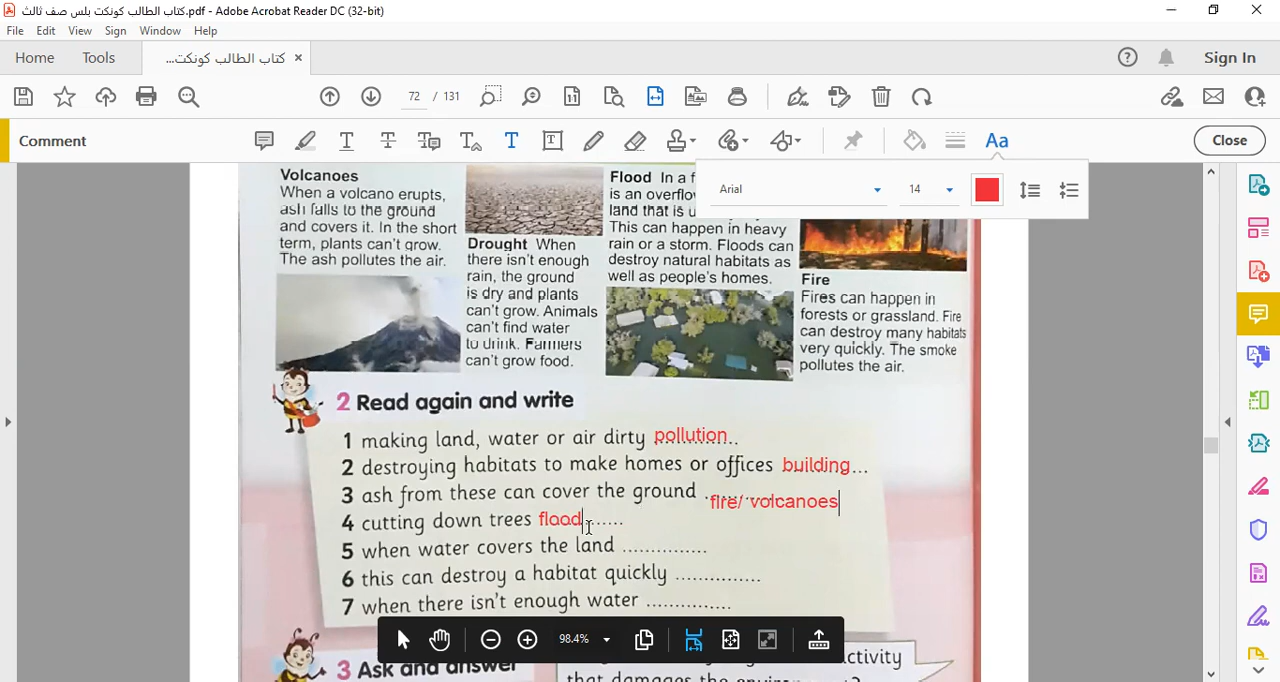 كتاب الطالب كونكت بلس صف ثالث.pdf - Adobe Acrobat Reader DC (32-bit)
File Edit View Sign Window Help
Home Tools كتاب الطالب كونكت... × Sign In
72 / 131
Comment Close
Arial 14
Volcanoes
When a volcano erupts,
ash falls to the ground
and covers it. In the short
term, plants can't grow.
The ash pollutes the air.
Drought When
there isn't enough
rain, the ground
is dry and plants
can't grow. Animals
can't find water
to drink. Farmers
can't grow food.
Flood In a
is an
land that is
This can happen in heavy
rain or a storm. Floods can
destroy natural habitats as
well as people's homes.
Fire
Fires can happen in
forests or grassland. Fire
can destroy many habitats
very quickly. The smoke
pollutes the air.
2 Read again and write
1 making land, water or air dirty pollution...
2 destroying habitats to make homes or offices building...
3 ash from these can cover the ground fire/ volcanoes
4 cutting down trees flood......
5 when water covers the land ..............
6 this can destroy a habitat quickly ..............
7 when there isn't enough water ..............
98.4%
3 Ask and answer
that damages the environment?